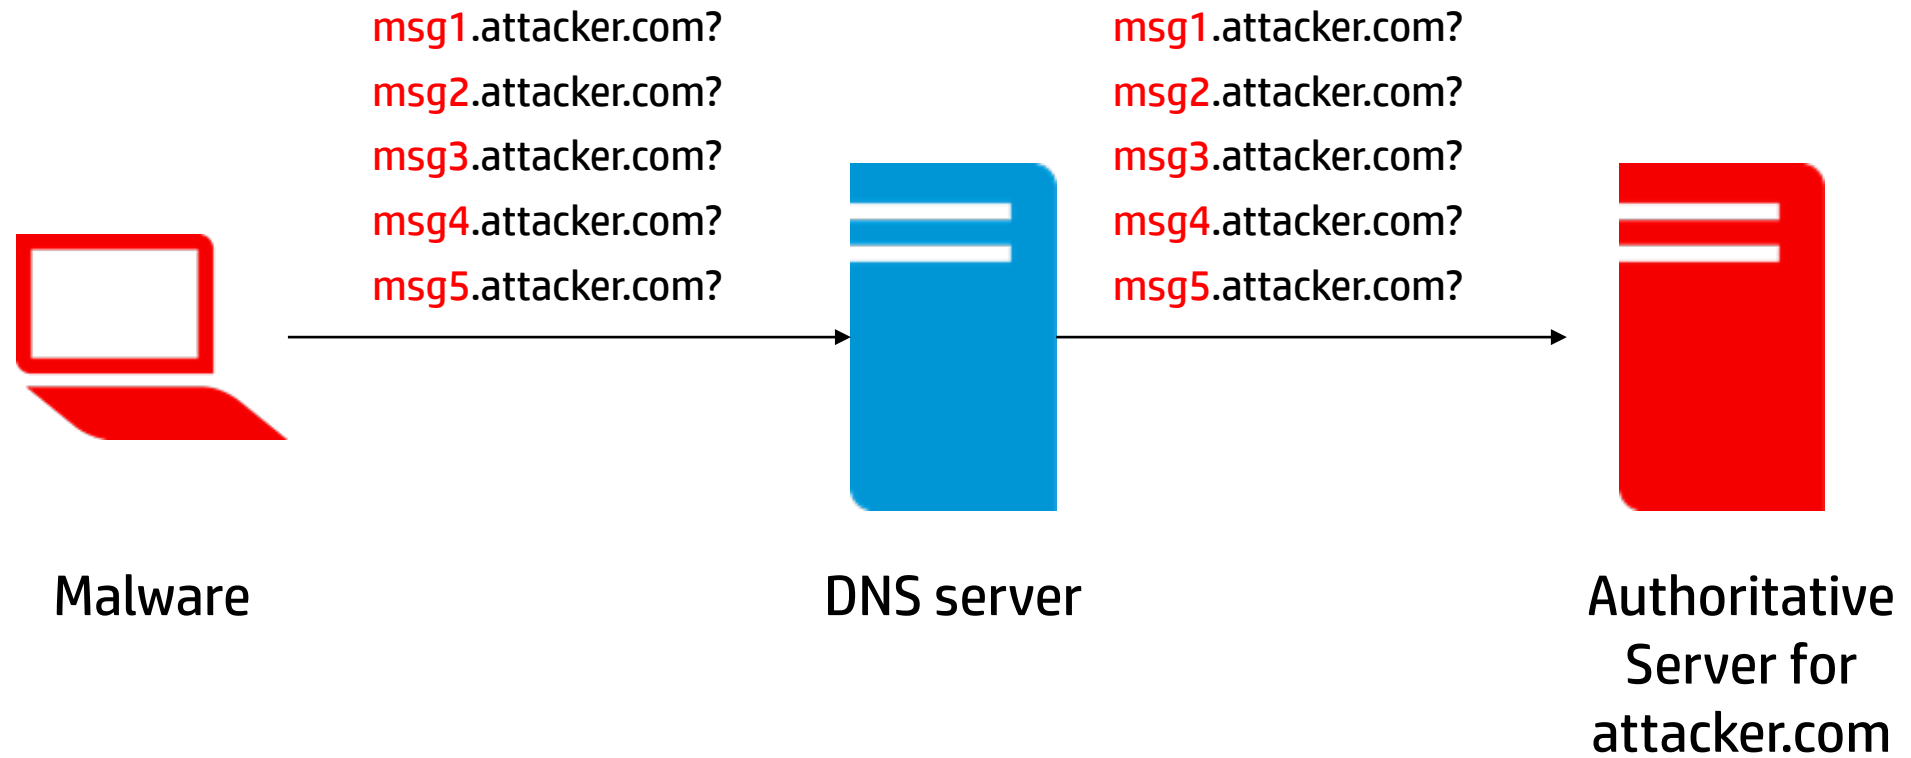 msg1.attacker.com?
msg2.attacker.com?
msg3.attacker.com?
msg4.attacker.com?
msg5.attacker.com?
msg1.attacker.com?
msg2.attacker.com?
msg3.attacker.com?
msg4.attacker.com?
msg5.attacker.com?
Malware
DNS server
Authoritative
Server for
attacker.com